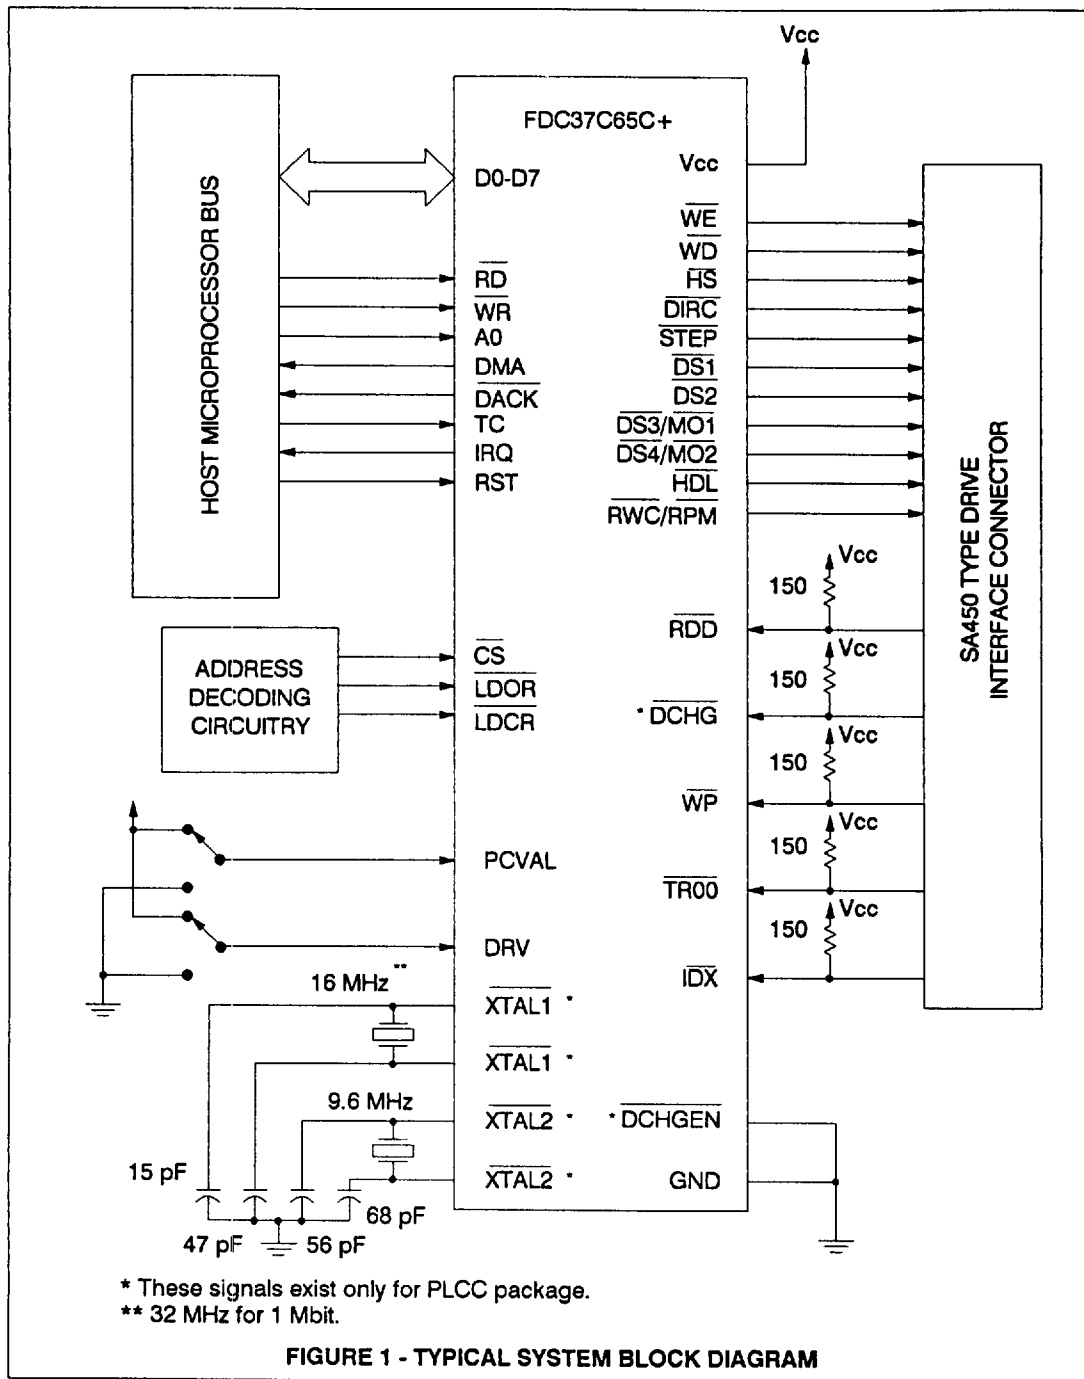 Vcc
FDC37C65C+
Vcc
D0-D7
HOST MICROPROCESSOR BUS
WE
WD
HS
DIRC
STEP
DS1
DS2
DS3/MO1
DS4/MO2
HDL
RWC/RPM
RD
WR
A0
DMA
DACK
TC
IRQ
RST
SA450 TYPE DRIVE
INTERFACE CONNECTOR
Vcc
150
RDD
Vcc
150
* DCHG
Vcc
150
WP
Vcc
150
TR00
Vcc
150
IDX
ADDRESS
DECODING
CIRCUITRY
CS
LDOR
LDCR
PCVAL
DRV
16 MHz **
XTAL1 *
XTAL1 *
9.6 MHz
XTAL2 *
* DCHGEN
XTAL2 *
GND
15 pF
68 pF
47 pF
56 pF
* These signals exist only for PLCC package.
** 32 MHz for 1 Mbit.
FIGURE 1 - TYPICAL SYSTEM BLOCK DIAGRAM